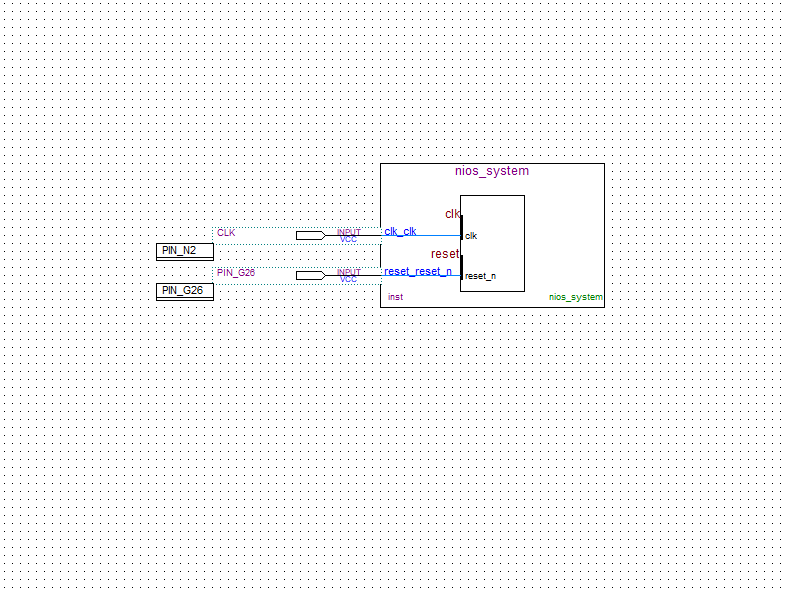 nios_system
clk
CLK
INPUT
VCC
clk_clk
clk
PIN_N2
reset
PIN_G26
INPUT
VCC
reset_reset_n
reset_n
PIN_G26
inst
nios_system